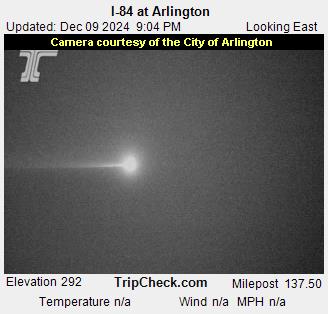 I-84 at Arlington
Updated: Dec 09 2024 9:04 PM Looking East
Camera courtesy of the City of Arlington
Elevation 292 TripCheck.com Milepost 137.50
Temperature n/a Wind n/a MPH n/a